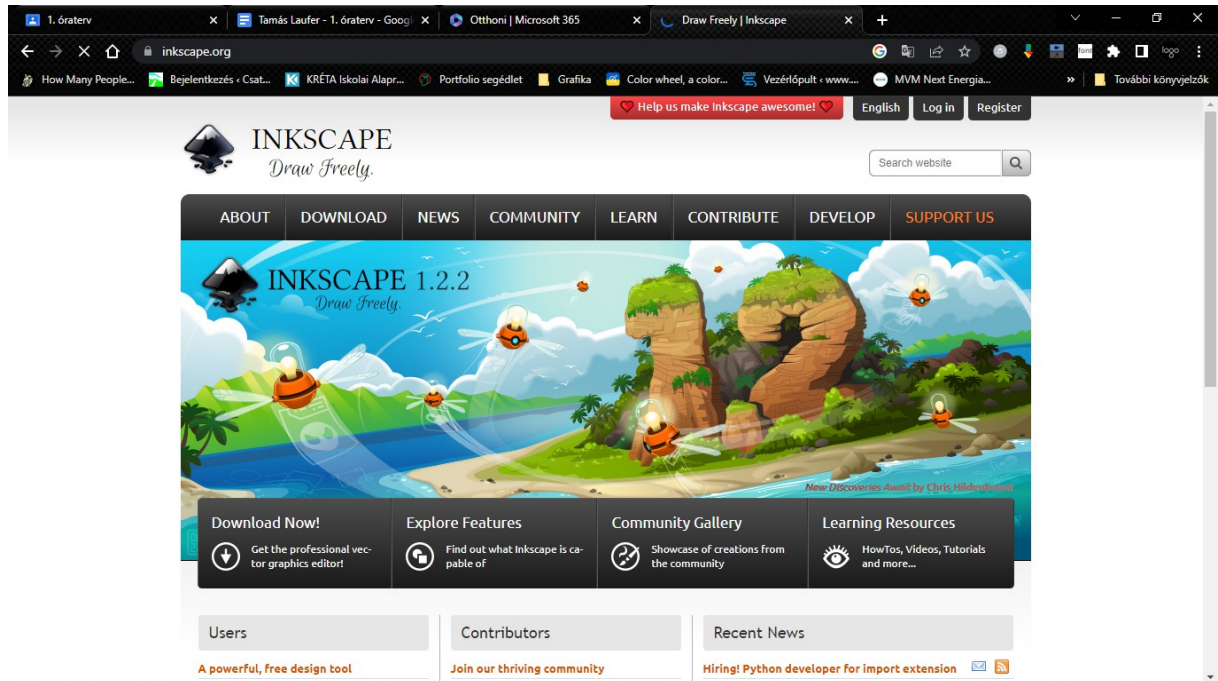 1. óraterv
Tamás Laufer - 1. óraterv - Googl
Otthoni | Microsoft 365
Draw Freely | Inkscape
inkscape.org
font
logo
How Many People...
Bejelentkezés ‹ Csat...
KRÉTA Iskolai Alapr...
Portfolio segédlet
Grafika
Color wheel, a color...
Vezérlőpult ‹ www....
MVM Next Energia...
»
További könyvjelzők
Help us make Inkscape awesome!
English
Log in
Register
INKSCAPE
Draw Freely.
Search website
ABOUT
DOWNLOAD
NEWS
COMMUNITY
LEARN
CONTRIBUTE
DEVELOP
SUPPORT US
INKSCAPE 1.2.2
Draw Freely.
1.2
New Discoveries Await by Chris
Download Now!
Get the professional vec-
tor graphics editor!
Explore Features
Find out what Inkscape is ca-
pable of
Community Gallery
Showcase of creations from
the community
Learning Resources
HowTos, Videos, Tutorials
and more...
Users
A powerful, free design tool
Contributors
Join our thriving community
Recent News
Hiring! Python developer for import extension